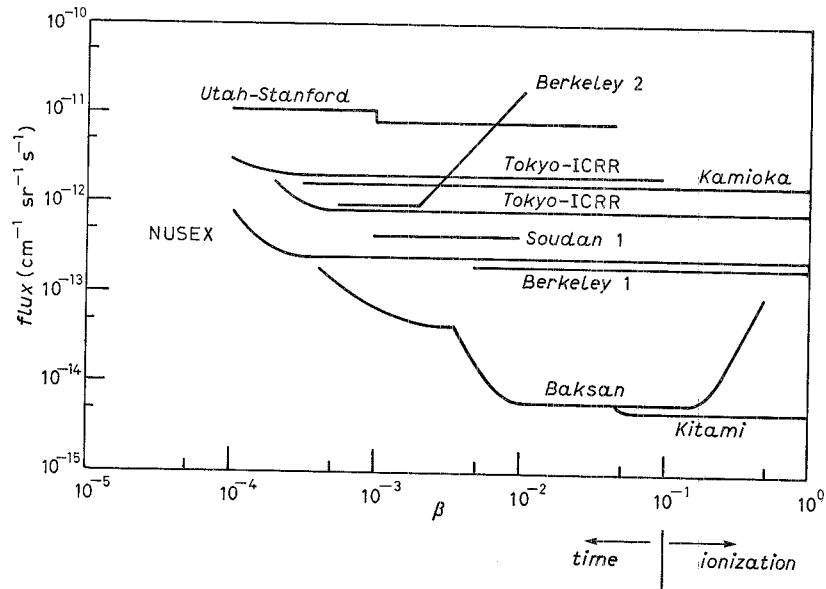 10⁻¹⁰
Utah-Stanford
Berkeley 2
10⁻¹¹
Tokyo-ICRR
Kamioka
10⁻¹²
Tokyo-ICRR
NUSEX
Soudan 1
10⁻¹³
Berkeley 1
10⁻¹⁴
Baksan
Kitami
10⁻¹⁵
flux (cm⁻¹ sr⁻¹ s⁻¹)
10⁻⁵ 10⁻⁴ 10⁻³ 10⁻² 10⁻¹ 10⁰
β
time ionization